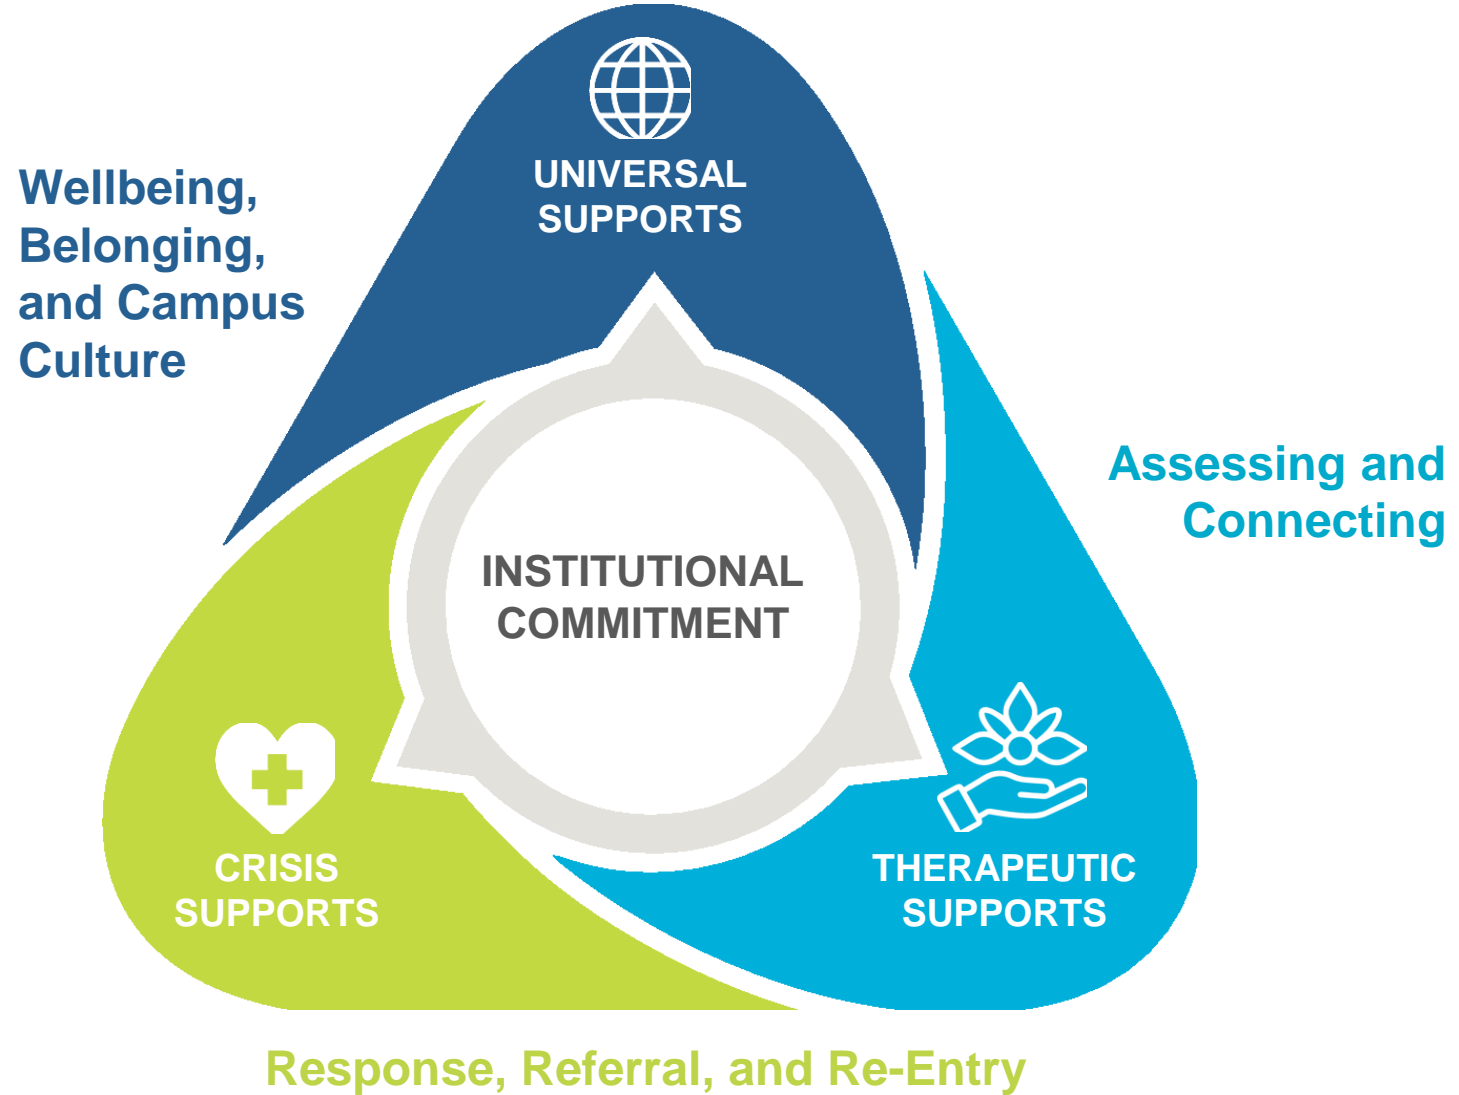 UNIVERSAL
SUPPORTS
Wellbeing,
Belonging,
and Campus
Culture
Assessing and
Connecting
INSTITUTIONAL
COMMITMENT
CRISIS
SUPPORTS
THERAPEUTIC
SUPPORTS
Response, Referral, and Re-Entry